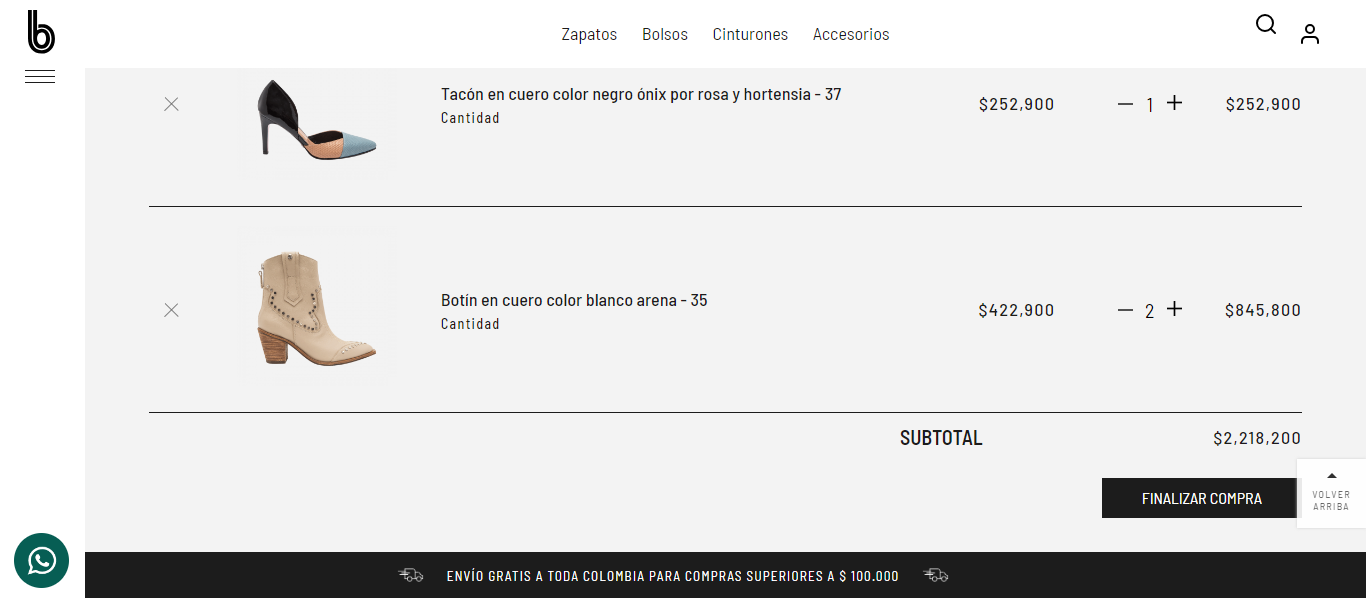 b
Zapatos Bolsos Cinturones Accesorios
Tacón en cuero color negro ónix por rosa y hortensia - 37
Cantidad
$252,900 — 1 + $252,900
Botín en cuero color blanco arena - 35
Cantidad
$422,900 — 2 + $845,800
SUBTOTAL $2,218,200
FINALIZAR COMPRA
VOLVER
ARRIBA
ENVÍO GRATIS A TODA COLOMBIA PARA COMPRAS SUPERIORES A $ 100.000